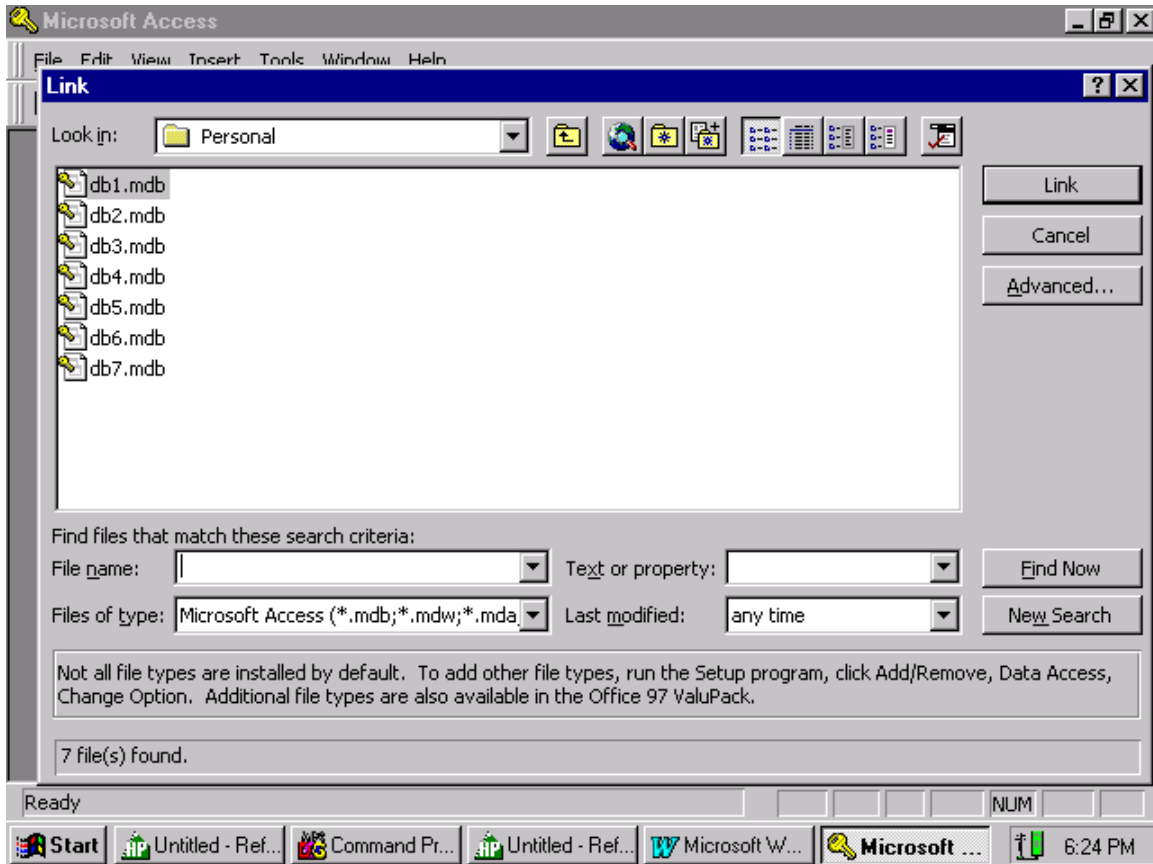 Microsoft Access
File Edit View Insert Tools Window Help
Link
Look in: Personal
db1.mdb
db2.mdb
db3.mdb
db4.mdb
db5.mdb
db6.mdb
db7.mdb
Link
Cancel
Advanced...
Find files that match these search criteria:
File name: Text or property: Find Now
Files of type: Microsoft Access (*.mdb;*.mdw;*.mda; Last modified: any time New Search
Not all file types are installed by default. To add other file types, run the Setup program, click Add/Remove, Data Access,
Change Option. Additional file types are also available in the Office 97 ValuPack.
7 file(s) found.
Ready NUM
Start Untitled - Ref... Command Pr... Untitled - Ref... Microsoft W... Microsoft ... 6:24 PM